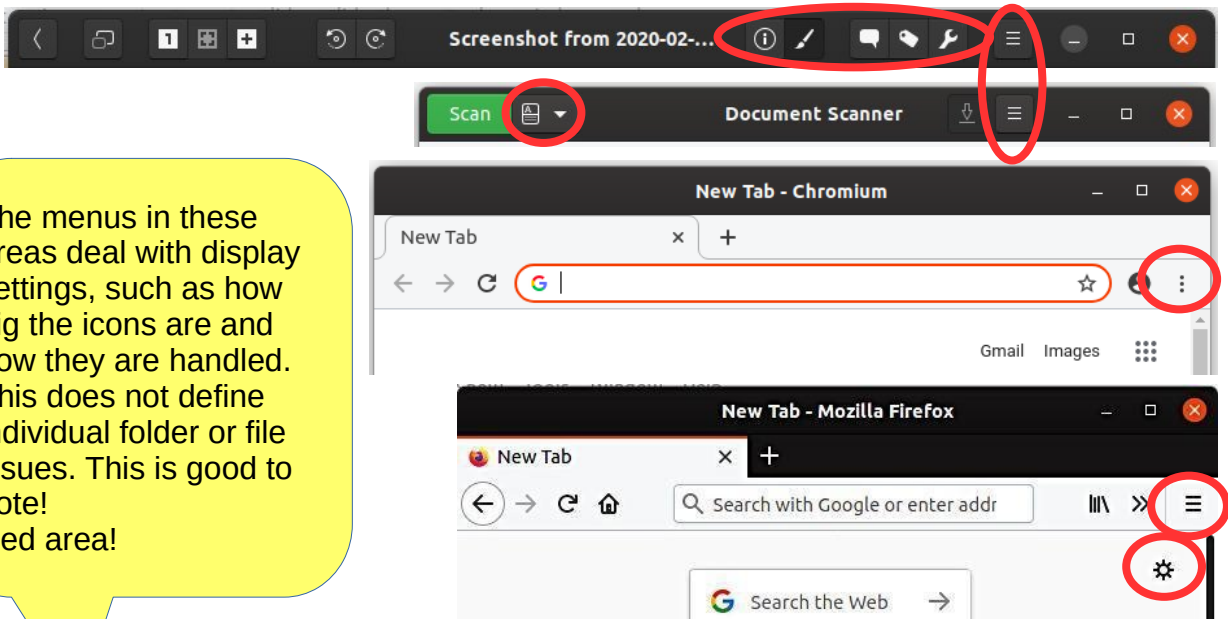 1
Screenshot from 2020-02-...
Scan
Document Scanner
New Tab - Chromium
New Tab
G
Gmail Images
he menus in these
reas deal with display
ettings, such as how
ig the icons are and
ow they are handled.
his does not define
ndividual folder or file
sues. This is good to
ote!
ed area!
New Tab - Mozilla Firefox
New Tab
Search with Google or enter addr
G Search the Web